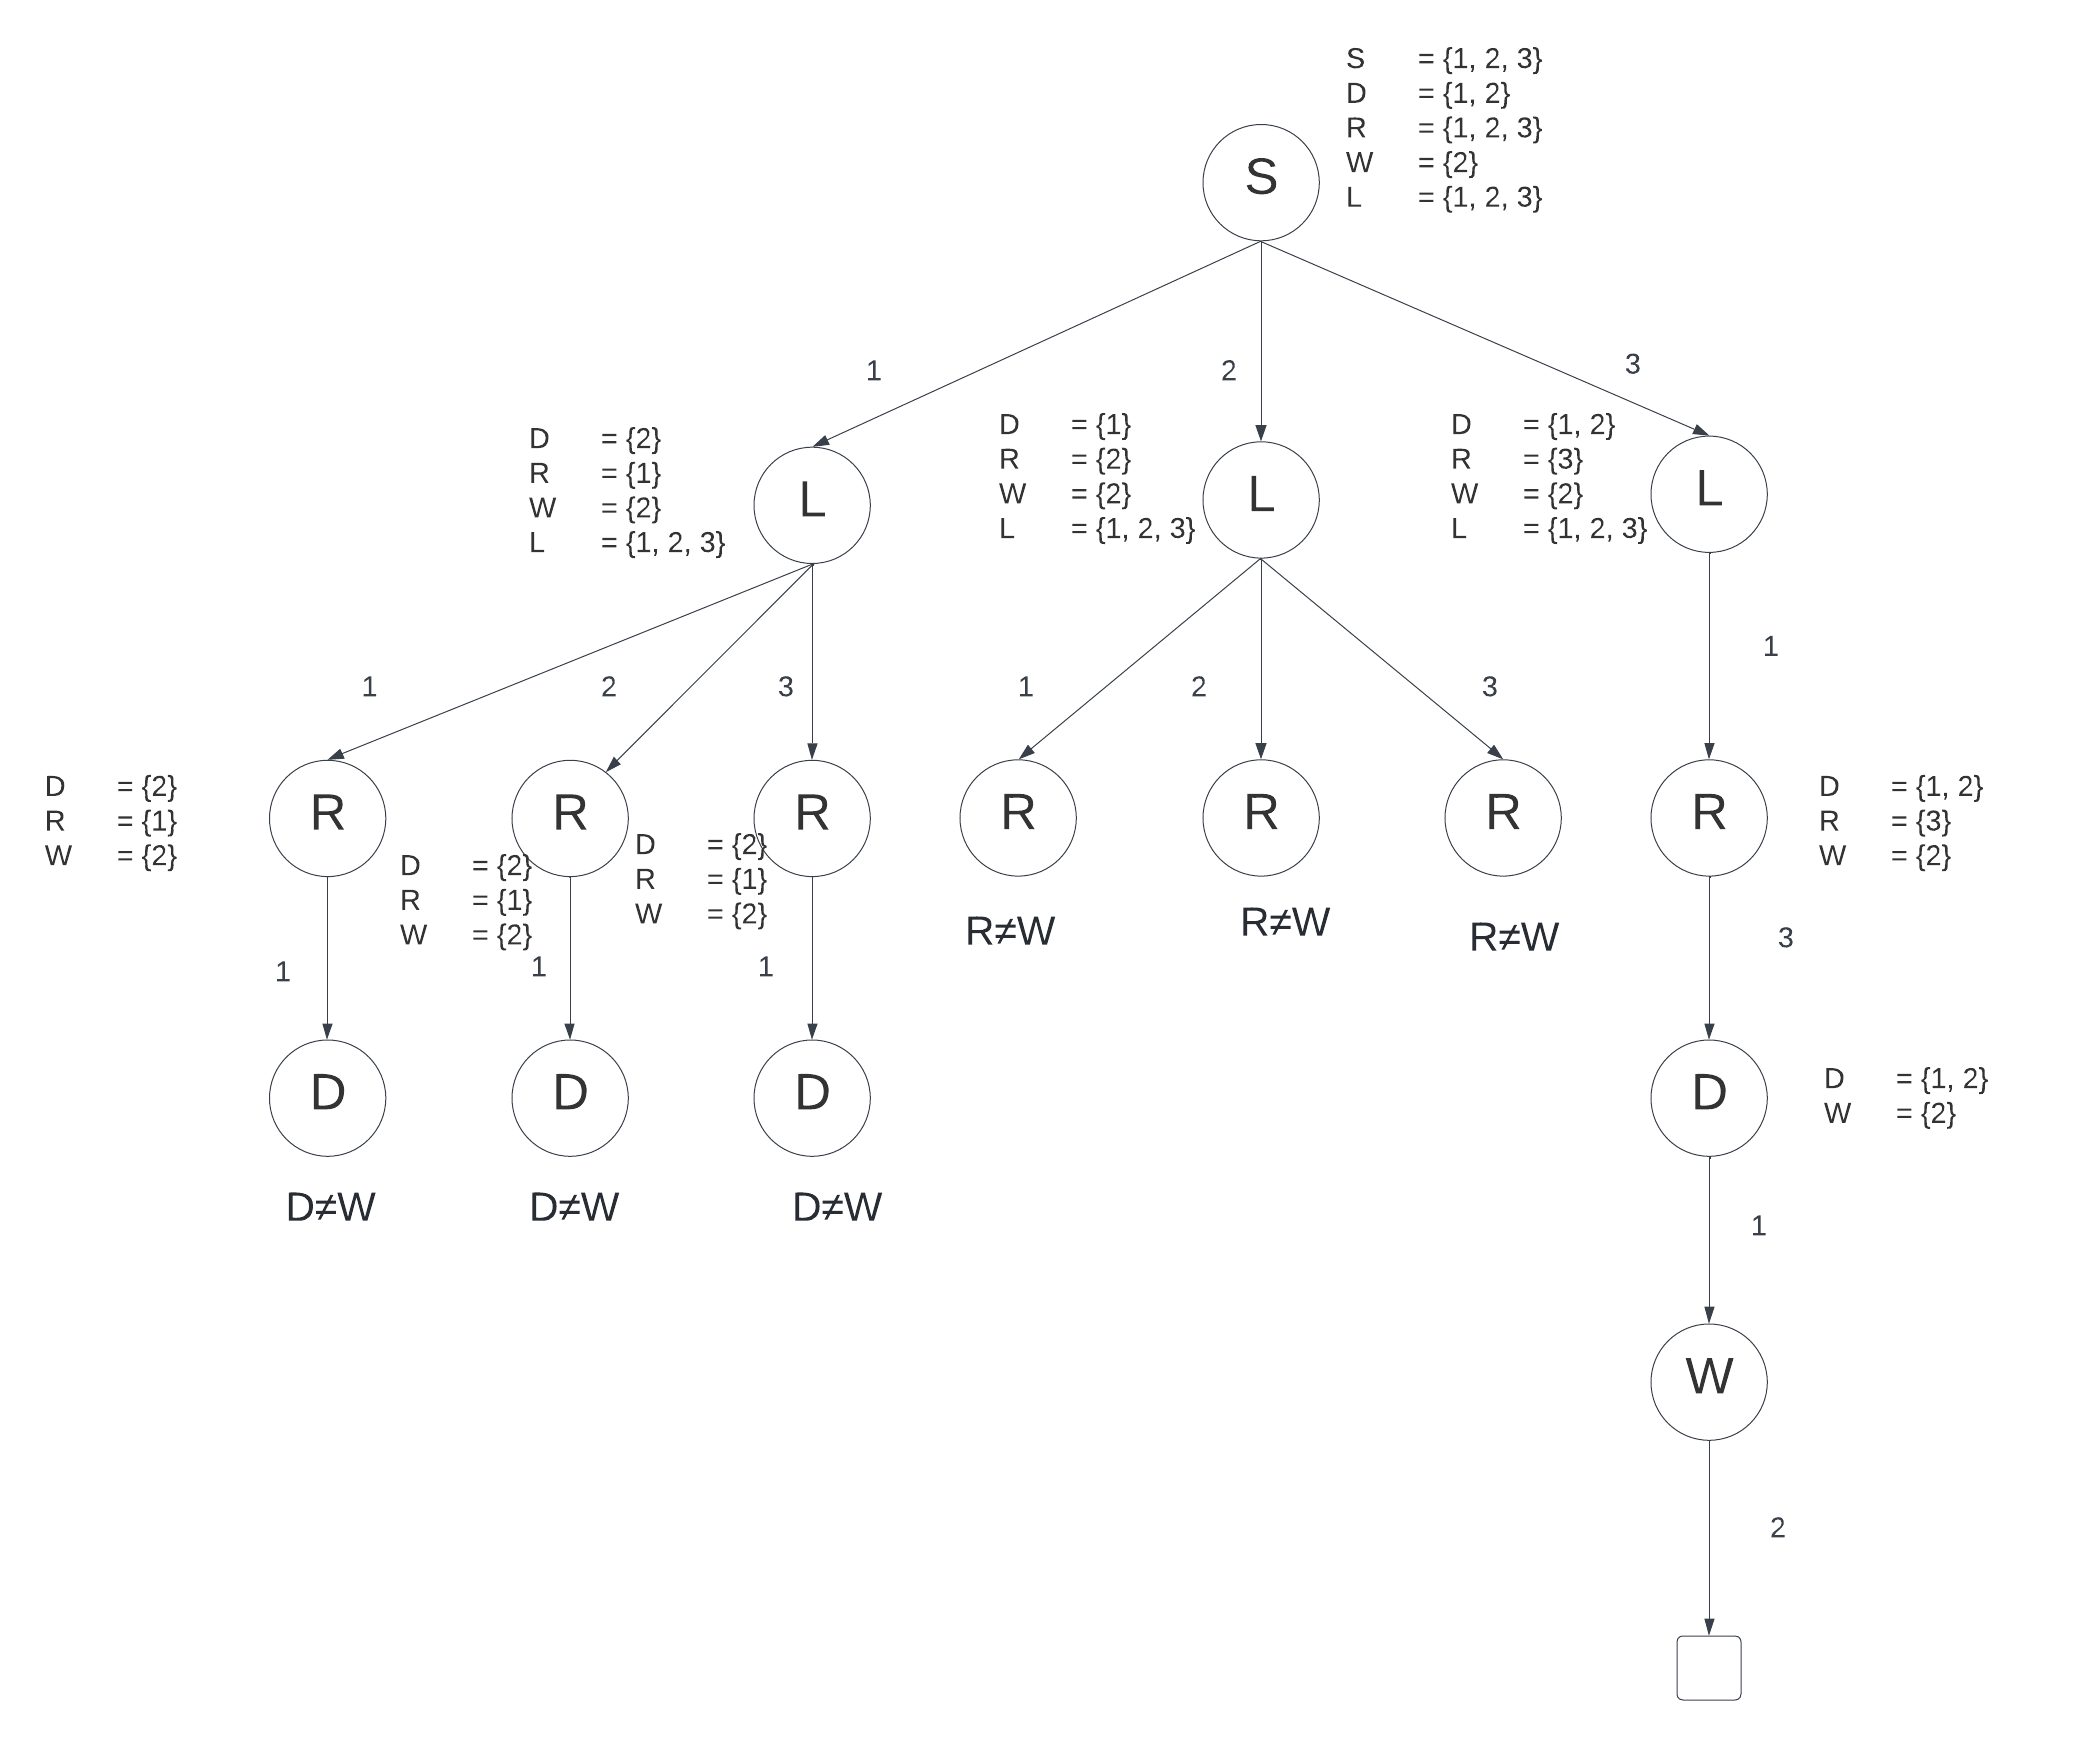 S = {1, 2, 3}
D = {1, 2}
R = {1, 2, 3}
W = {2}
L = {1, 2, 3}
S
1
2
3
D = {2}
R = {1}
W = {2}
L = {1, 2, 3}
L
D = {1}
R = {2}
W = {2}
L = {1, 2, 3}
L
D = {1, 2}
R = {3}
W = {2}
L = {1, 2, 3}
L
1
2
3
1
2
3
1
D = {2}
R = {1}
W = {2}
R
D = {2}
R = {1}
W = {2}
R
D = {2}
R = {1}
W = {2}
R
R
R
R
R
D = {1, 2}
R = {3}
W = {2}
R≠W
R≠W
R≠W
1
1
1
3
D
D
D
D
D = {1, 2}
W = {2}
D≠W
D≠W
D≠W
1
W
2